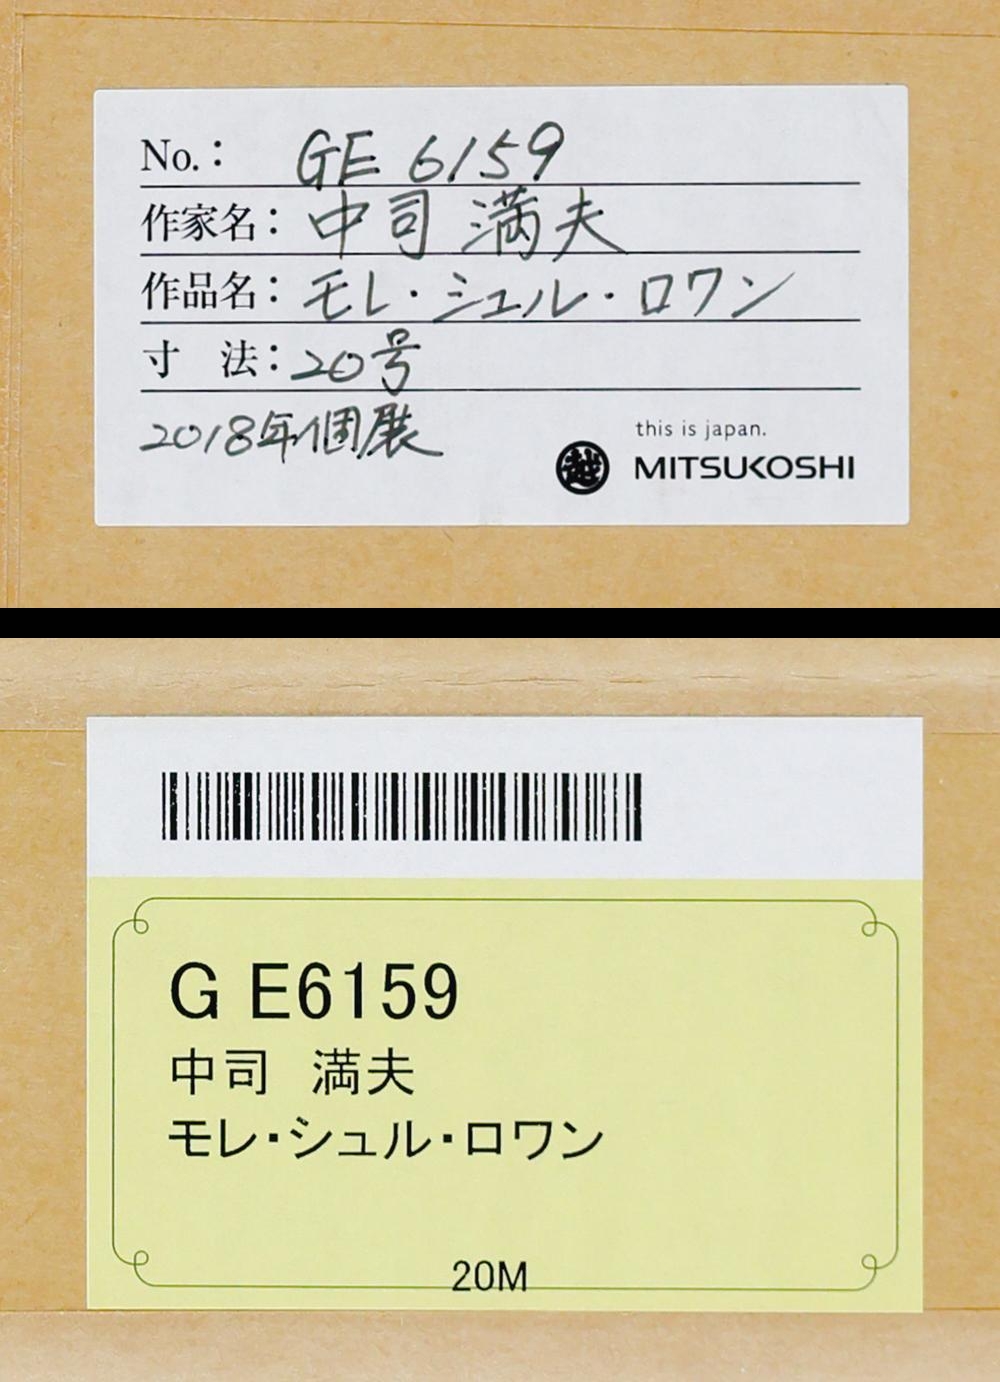 No.： GE 6159
作家名： 中司 満夫
作品名： モレ・シュル・ロワン
寸　法： 20号
2018年個展
this is japan.
越 MITSUKOSHI
G E6159
中司　満夫
モレ・シュル・ロワン
20M